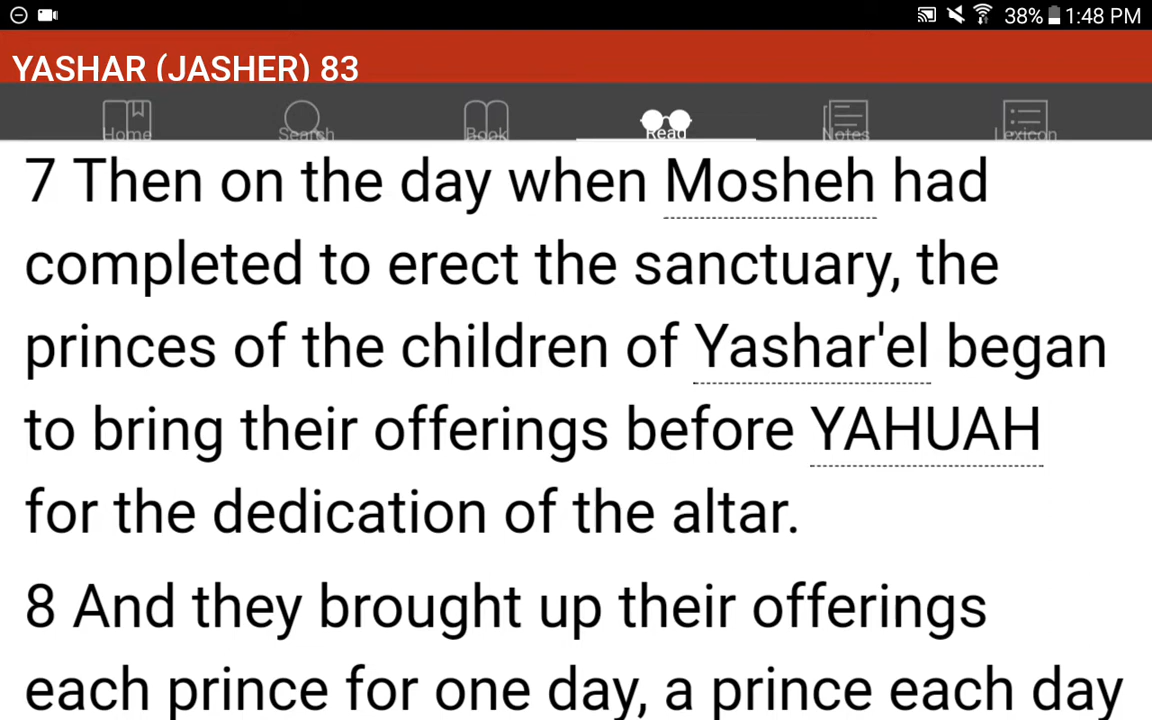 38% 1:48 PM
YASHAR (JASHER) 83
Home Search Book Read Notes Lexicon
7 Then on the day when Mosheh had
completed to erect the sanctuary, the
princes of the children of Yashar'el began
to bring their offerings before YAHUAH
for the dedication of the altar.
8 And they brought up their offerings
each prince for one day, a prince each day